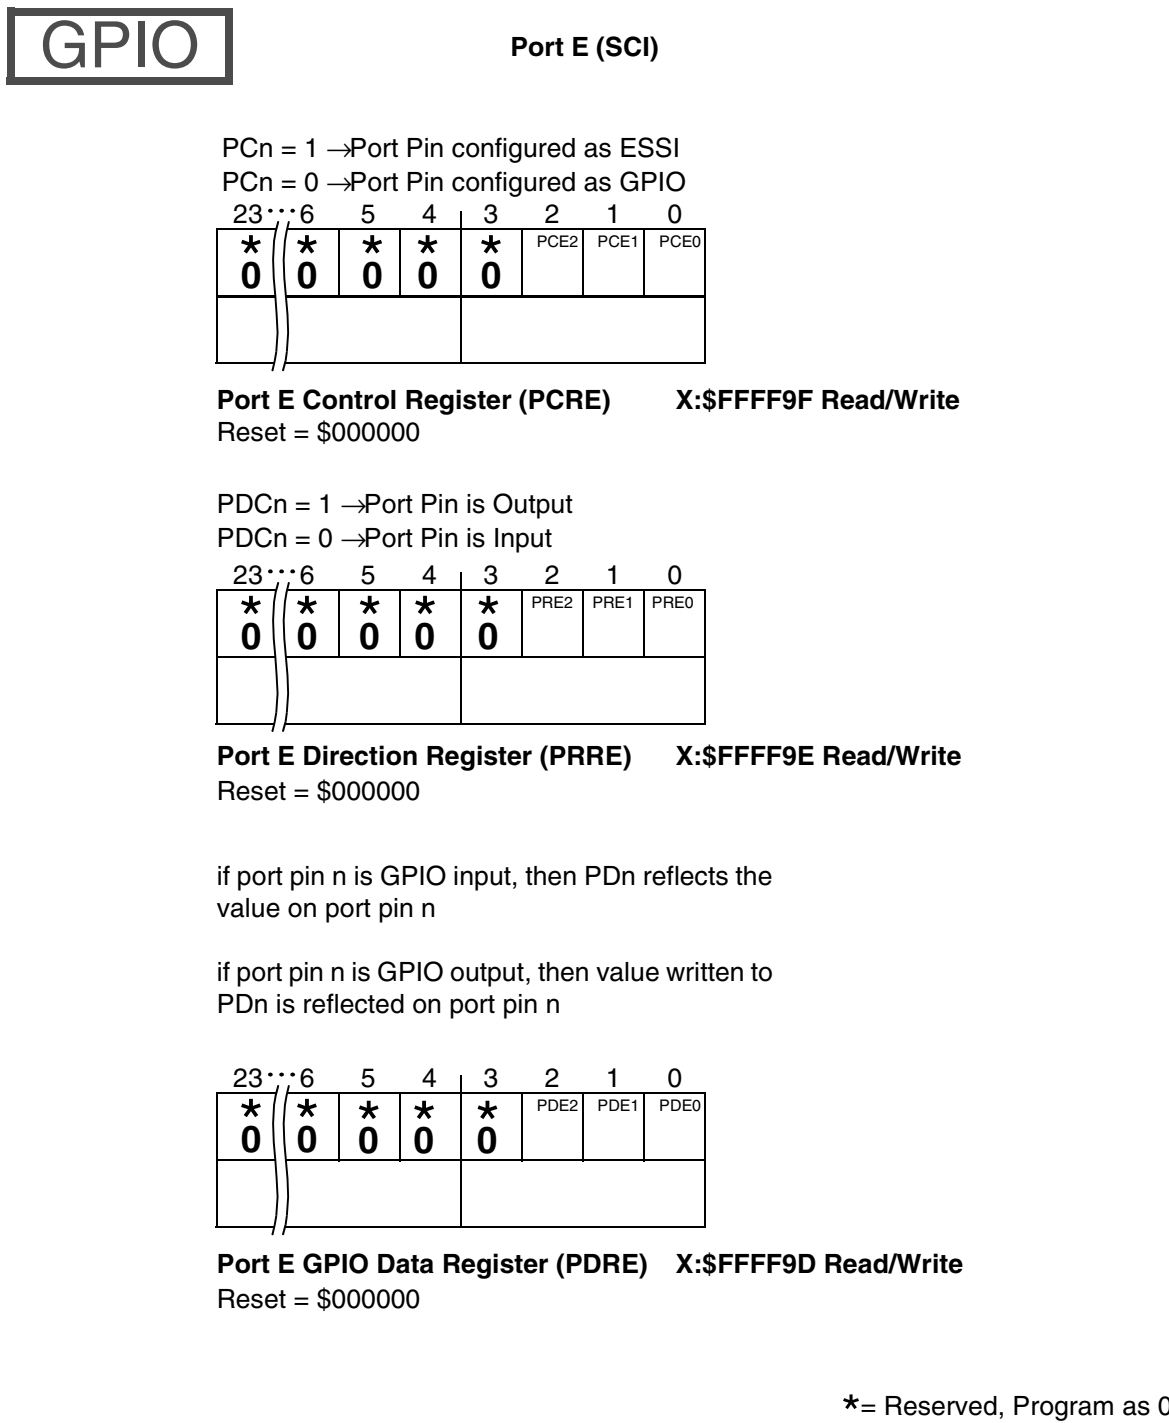 GPIO
Port E (SCI)
PCn = 1 →Port Pin configured as ESSI
PCn = 0 →Port Pin configured as GPIO
23 ··· 6 5 4 3 2 1 0
* * * * * PCE2 PCE1 PCE0
0 0 0 0 0
Port E Control Register (PCRE) X:$FFFF9F Read/Write
Reset = $000000
PDCn = 1 →Port Pin is Output
PDCn = 0 →Port Pin is Input
23 ··· 6 5 4 3 2 1 0
* * * * * PRE2 PRE1 PRE0
0 0 0 0 0
Port E Direction Register (PRRE) X:$FFFF9E Read/Write
Reset = $000000
if port pin n is GPIO input, then PDn reflects the
value on port pin n
if port pin n is GPIO output, then value written to
PDn is reflected on port pin n
23 ··· 6 5 4 3 2 1 0
* * * * * PDE2 PDE1 PDE0
0 0 0 0 0
Port E GPIO Data Register (PDRE) X:$FFFF9D Read/Write
Reset = $000000
*= Reserved, Program as 0